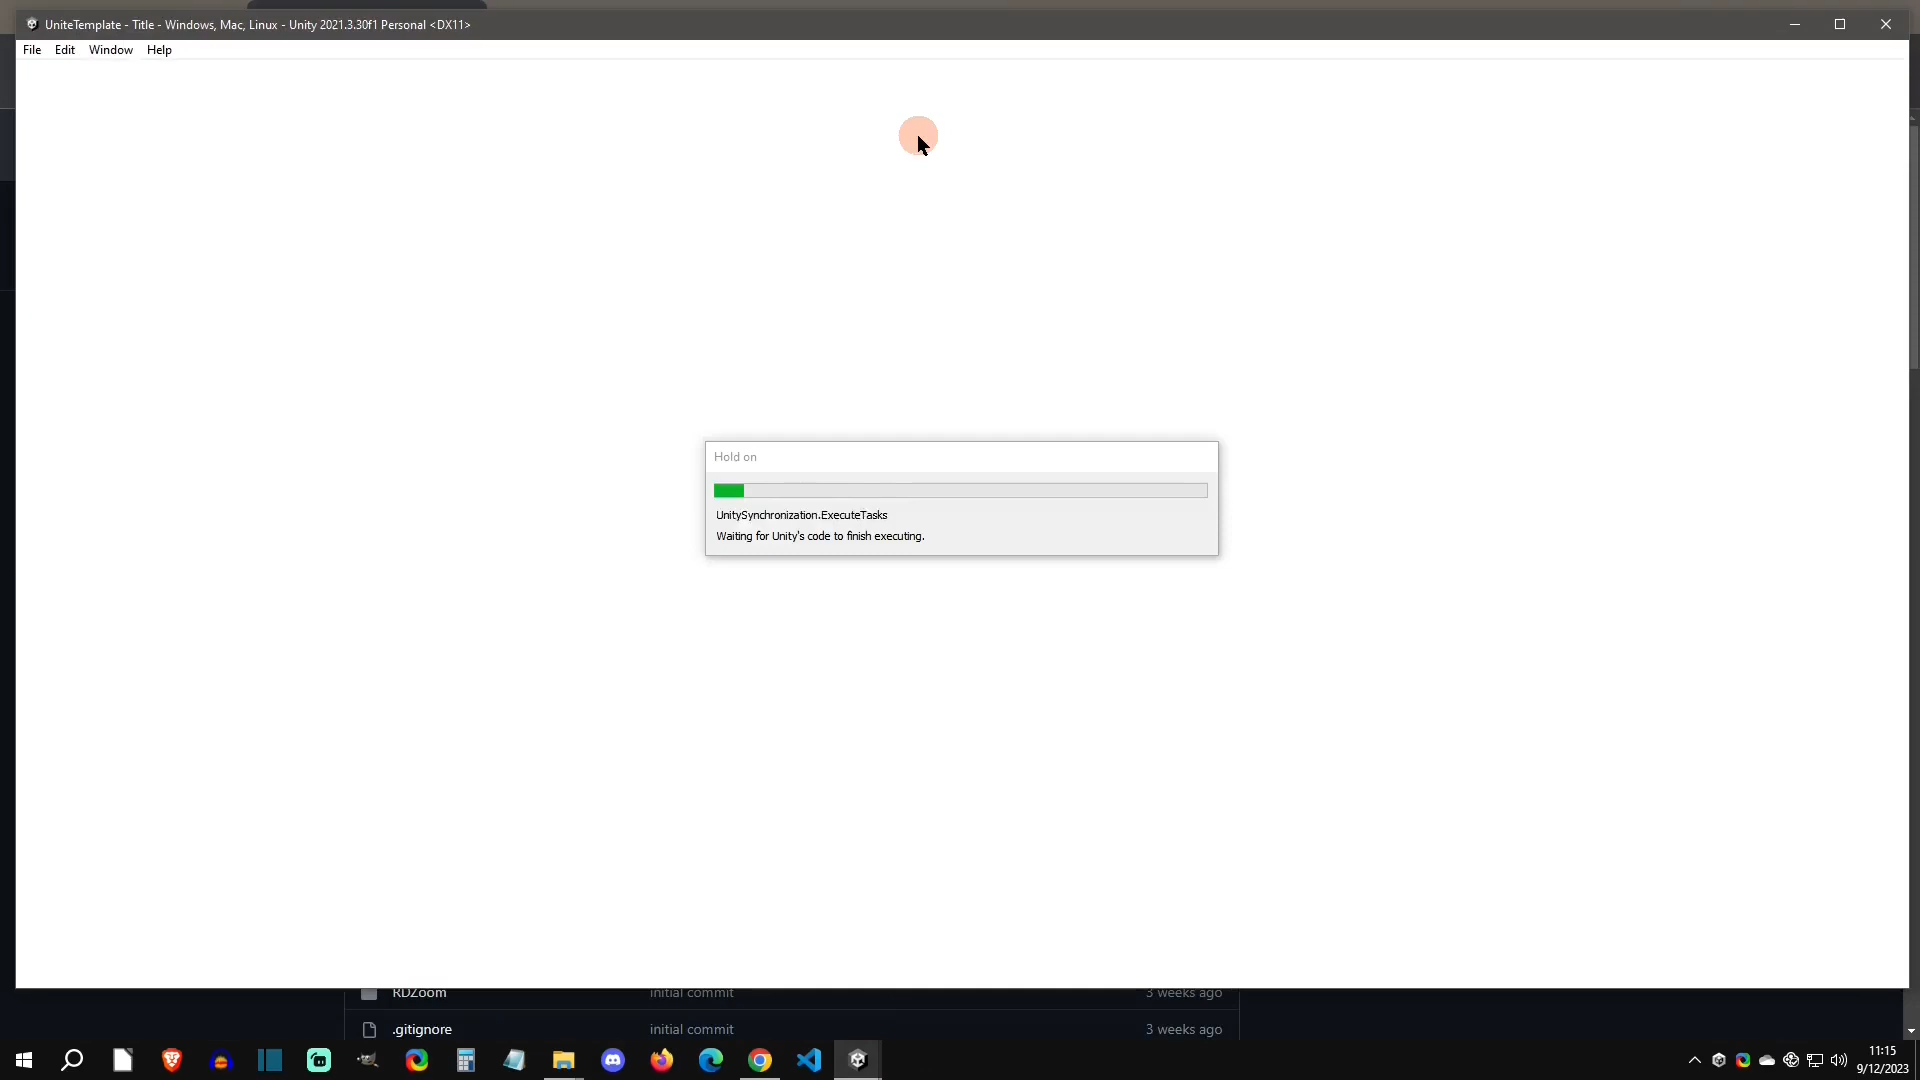 UniteTemplate - Title - Windows, Mac, Linux - Unity 2021.3.30f1 Personal <DX11>
File Edit Window Help
Hold on
UnitySynchronization.ExecuteTasks
Waiting for Unity's code to finish executing.
RDZoom initial commit 3 weeks ago
.gitignore initial commit 3 weeks ago
11:15
9/12/2023